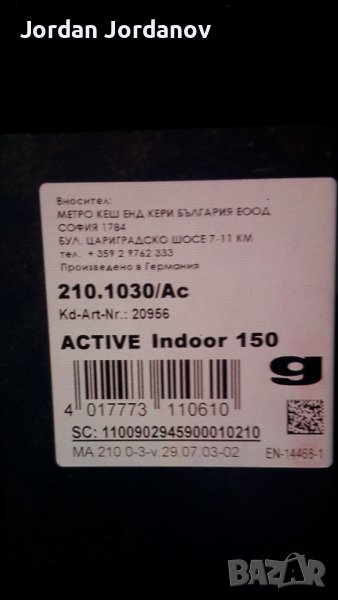 Jordan Jordanov
Вносител:
МЕТРО КЕШ ЕНД КЕРИ БЪЛГАРИЯ ЕООД
СОФИЯ 1784
БУЛ. ЦАРИГРАДСКО ШОСЕ 7-11 КМ
тел. +359 2 9762 333
Произведено в Германия
210.1030/Ac
Kd-Art-Nr.: 20956
ACTIVE Indoor 150
g
4 017773 110610
SC: 1100902945900010210
MA 210.0-3-v.29.07.03-02
EN-14468-1
BAZAR